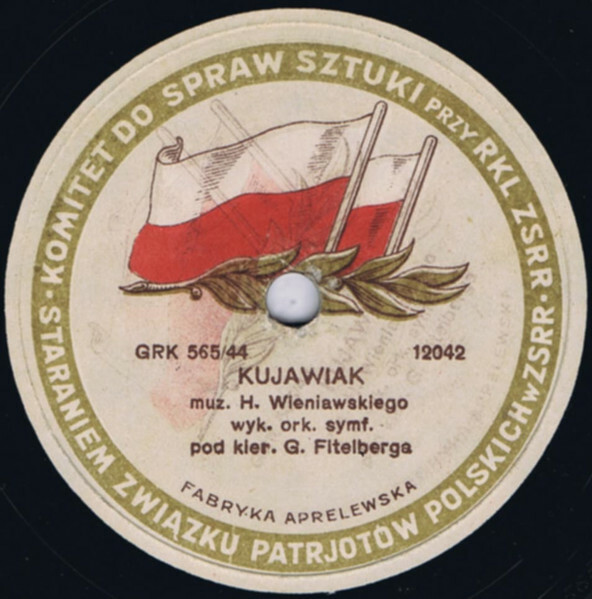 KOMITET DO SPRAW SZTUKI PRZY RKL ZSRR
GRK 565/44 12042
KUJAWIAK
muz. H. Wieniawskiego
wyk. ork. symf.
pod kier. G. Fitelberga
FABRYKA APRELEWSKA
STARANIEM ZWIĄZKU PATRJOTÓW POLSKICH W ZSRR